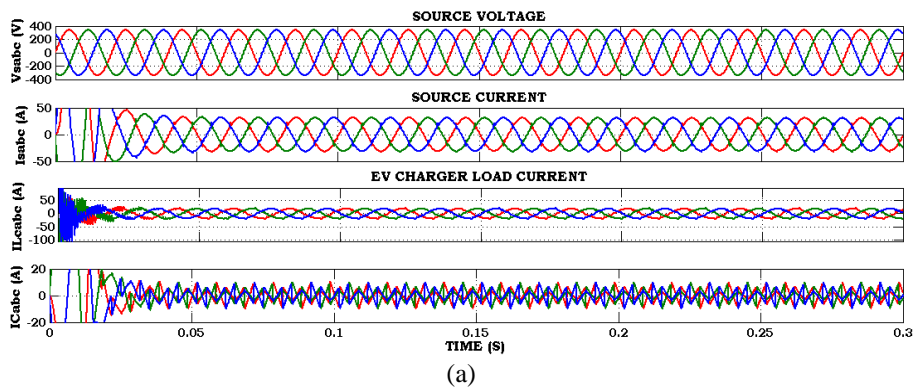 SOURCE VOLTAGE
Vsabc (V)
400
200
0
-200
-400
SOURCE CURRENT
Isabc (A)
50
0
-50
EV CHARGER LOAD CURRENT
ILcabc (A)
50
0
-50
-100
ICabc (A)
20
0
-20
0 0.05 0.1 0.15 0.2 0.25 0.3
TIME (S)
(a)